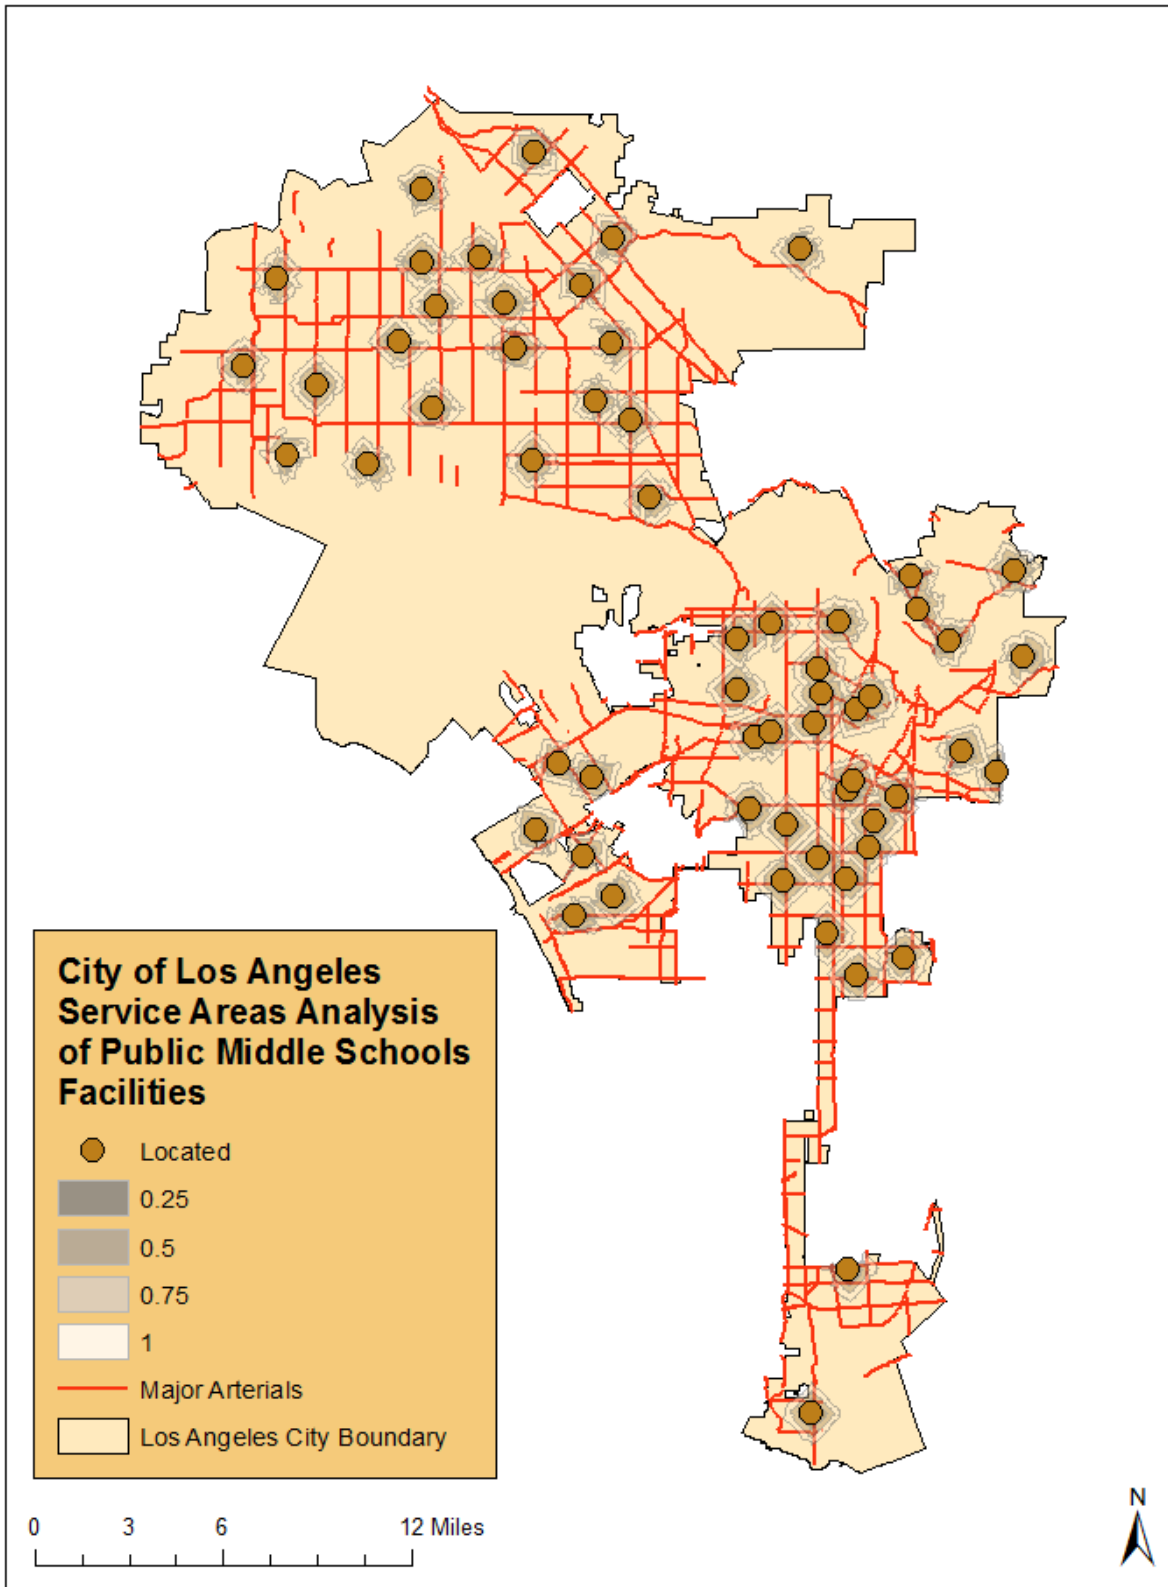 City of Los Angeles
Service Areas Analysis
of Public Middle Schools
Facilities
Located
0.25
0.5
0.75
1
Major Arterials
Los Angeles City Boundary
0 3 6 12 Miles
N